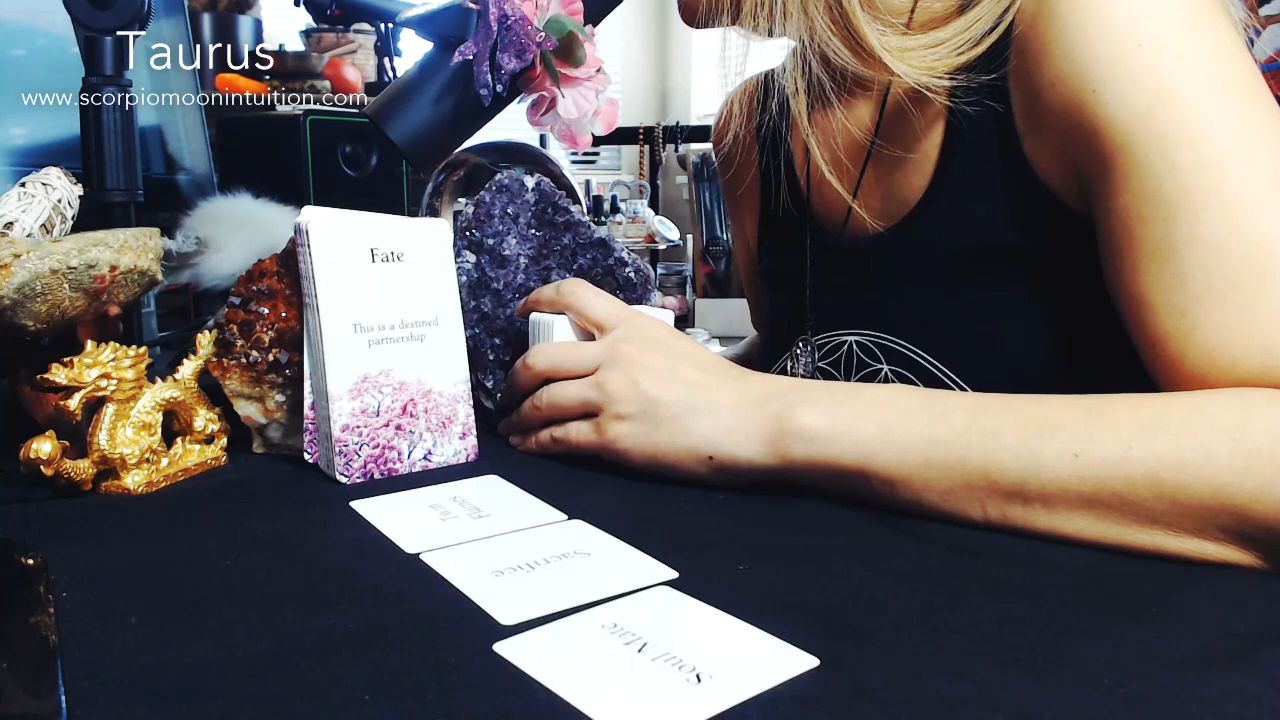 Taurus
www.scorpiomoonintuition.com
Fate
This is a destined
partnership
Twin
Flames
Sacrifice
Soul Mate